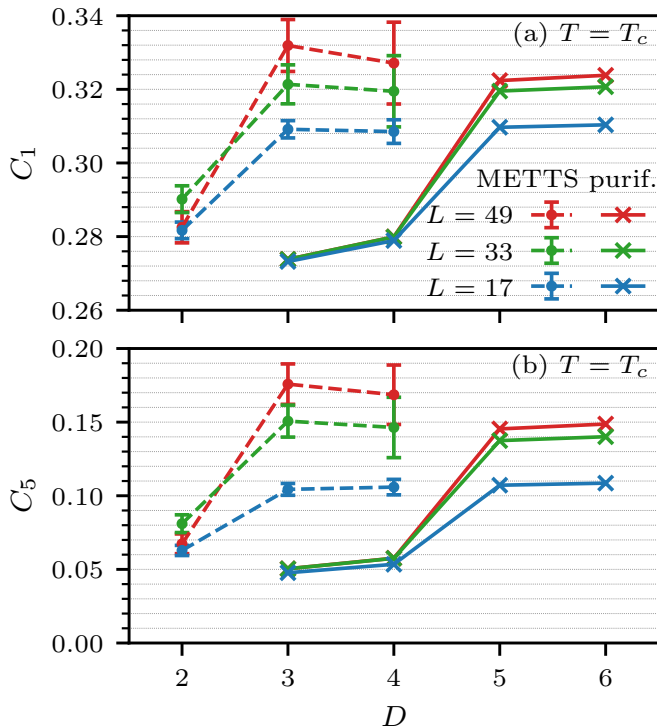 0.34
(a) T = T_c
0.32
0.30
C_1
METTS purif.
L = 49
0.28
L = 33
L = 17
0.26
0.20
(b) T = T_c
0.15
C_5
0.10
0.05
0.00
2 3 4 5 6
D